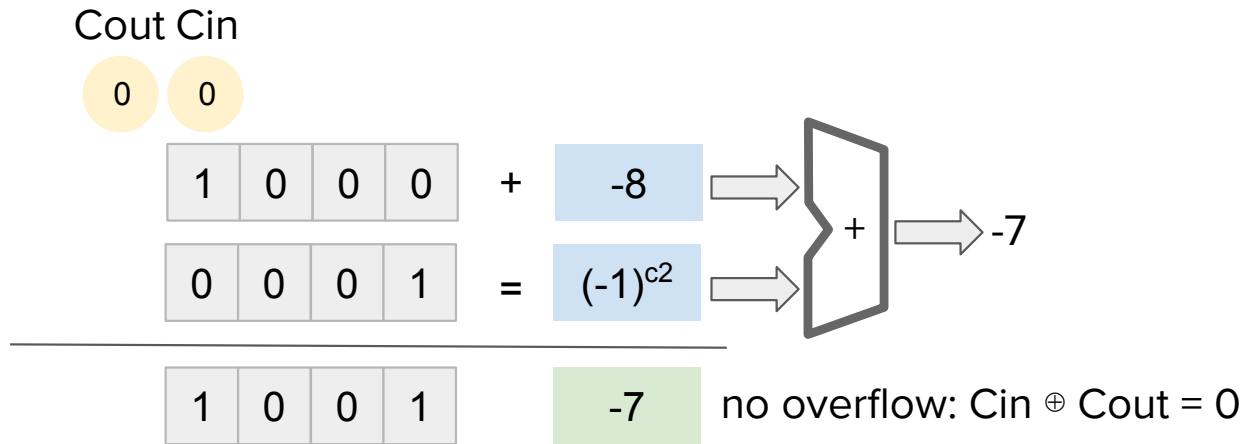 Cout Cin
0 0
1 0 0 0 + -8
+ -7
0 0 0 1 = (-1)^c2
1 0 0 1 -7 no overflow: Cin ⊕ Cout = 0